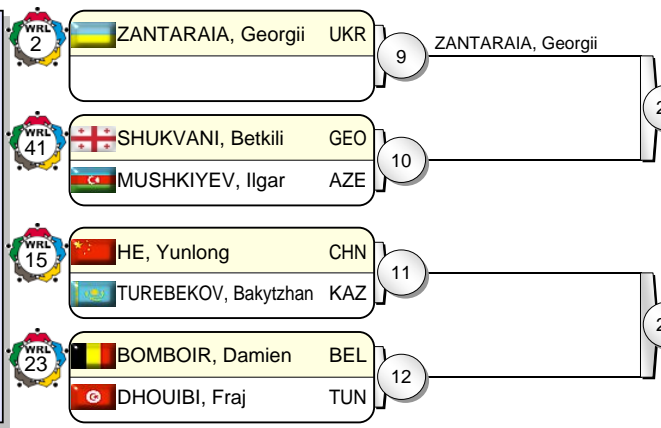 WRL
2
ZANTARAIA, Georgii UKR
9
ZANTARAIA, Georgii
WRL
41
SHUKVANI, Betkili GEO
MUSHKIYEV, Ilgar AZE
10
WRL
15
HE, Yunlong CHN
TUREBEKOV, Bakytzhan KAZ
11
WRL
23
BOMBOIR, Damien BEL
DHOUIBI, Fraj TUN
12